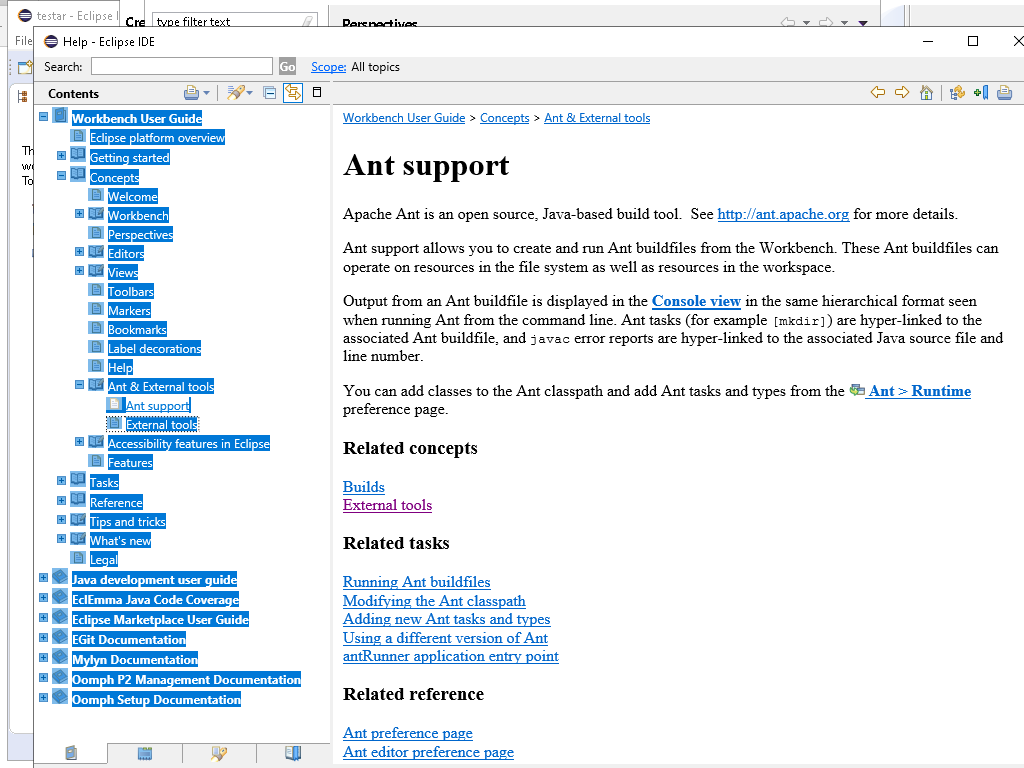 testar - Eclipse I
Cre
type filter text
Perspectives
File
Help - Eclipse IDE
Search:
Go
Scope: All topics
Contents
Workbench User Guide
Eclipse platform overview
Getting started
Concepts
Welcome
Workbench
Perspectives
Editors
Views
Toolbars
Markers
Bookmarks
Label decorations
Help
Ant & External tools
Ant support
External tools
Accessibility features in Eclipse
Features
Tasks
Reference
Tips and tricks
What's new
Legal
Java development user guide
EclEmma Java Code Coverage
Eclipse Marketplace User Guide
EGit Documentation
Mylyn Documentation
Oomph P2 Management Documentation
Oomph Setup Documentation
Workbench User Guide > Concepts > Ant & External tools
Ant support
Apache Ant is an open source, Java-based build tool.  See http://ant.apache.org for more details.
Ant support allows you to create and run Ant buildfiles from the Workbench. These Ant buildfiles can
operate on resources in the file system as well as resources in the workspace.
Output from an Ant buildfile is displayed in the Console view in the same hierarchical format seen
when running Ant from the command line. Ant tasks (for example [mkdir]) are hyper-linked to the
associated Ant buildfile, and javac error reports are hyper-linked to the associated Java source file and
line number.
You can add classes to the Ant classpath and add Ant tasks and types from the Ant > Runtime
preference page.
Related concepts
Builds
External tools
Related tasks
Running Ant buildfiles
Modifying the Ant classpath
Adding new Ant tasks and types
Using a different version of Ant
antRunner application entry point
Related reference
Ant preference page
Ant editor preference page